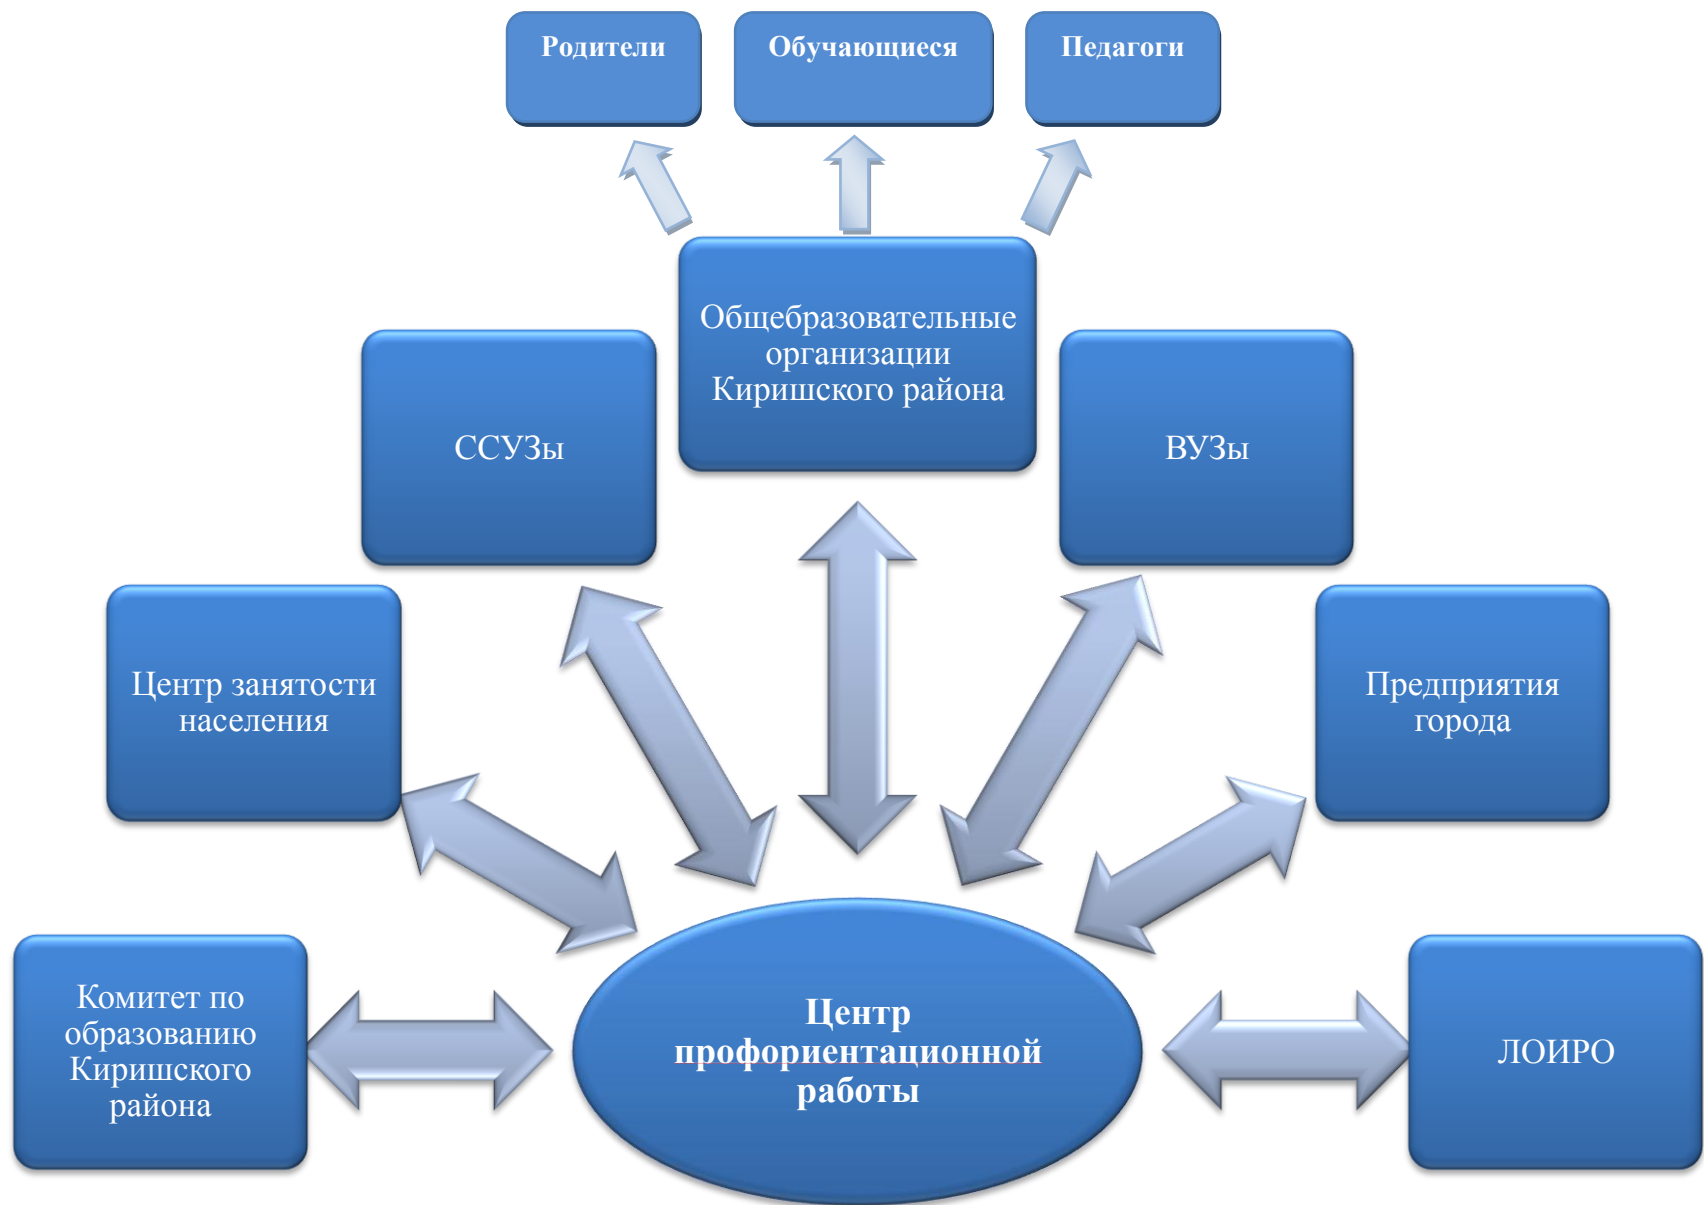 Родители
Обучающиеся
Педагоги
Общебразовательные
организации
Киришского района
ССУЗы
ВУЗы
Центр занятости
населения
Предприятия
города
Комитет по
образованию
Киришского
района
Центр
профориентационной
работы
ЛОИРО